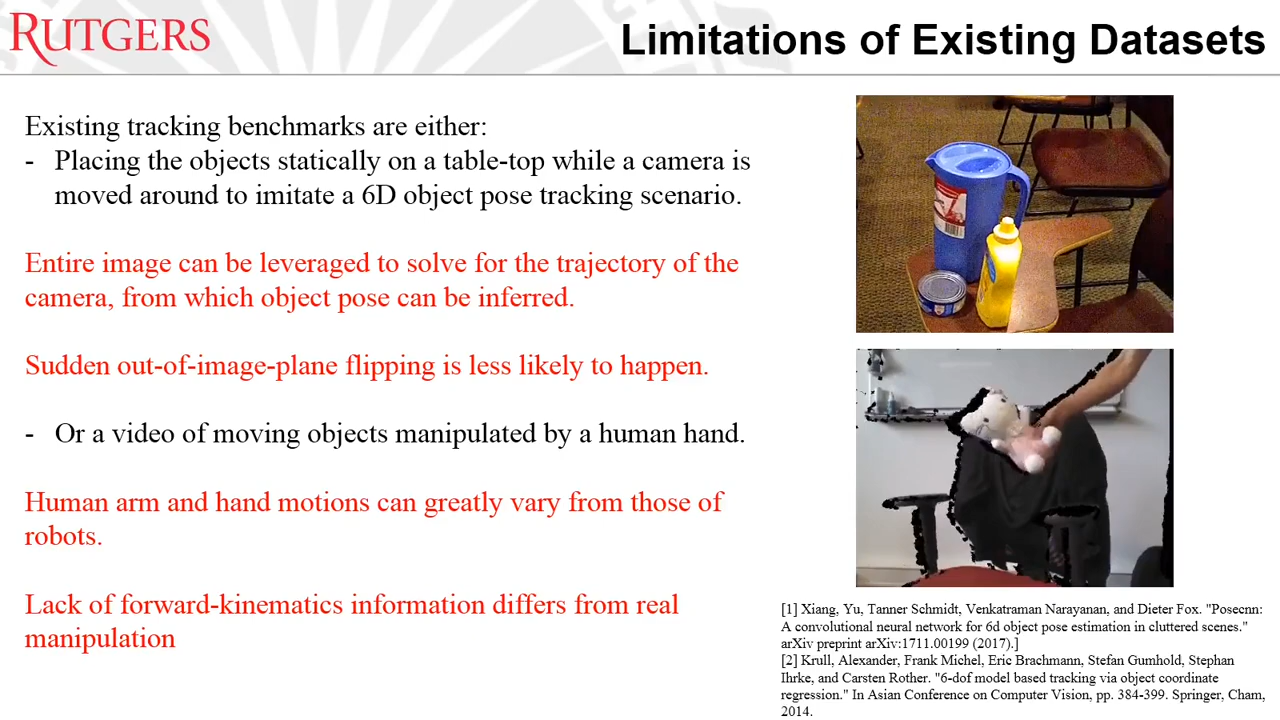 RUTGERS
Limitations of Existing Datasets
Existing tracking benchmarks are either:
- Placing the objects statically on a table-top while a camera is
moved around to imitate a 6D object pose tracking scenario.
Entire image can be leveraged to solve for the trajectory of the
camera, from which object pose can be inferred.
Sudden out-of-image-plane flipping is less likely to happen.
- Or a video of moving objects manipulated by a human hand.
Human arm and hand motions can greatly vary from those of
robots.
Lack of forward-kinematics information differs from real
manipulation
[1] Xiang, Yu, Tanner Schmidt, Venkatraman Narayanan, and Dieter Fox. "Posecnn:
A convolutional neural network for 6d object pose estimation in cluttered scenes."
arXiv preprint arXiv:1711.00199 (2017).]
[2] Krull, Alexander, Frank Michel, Eric Brachmann, Stefan Gumhold, Stephan
Ihrke, and Carsten Rother. "6-dof model based tracking via object coordinate
regression." In Asian Conference on Computer Vision, pp. 384-399. Springer, Cham,
2014.